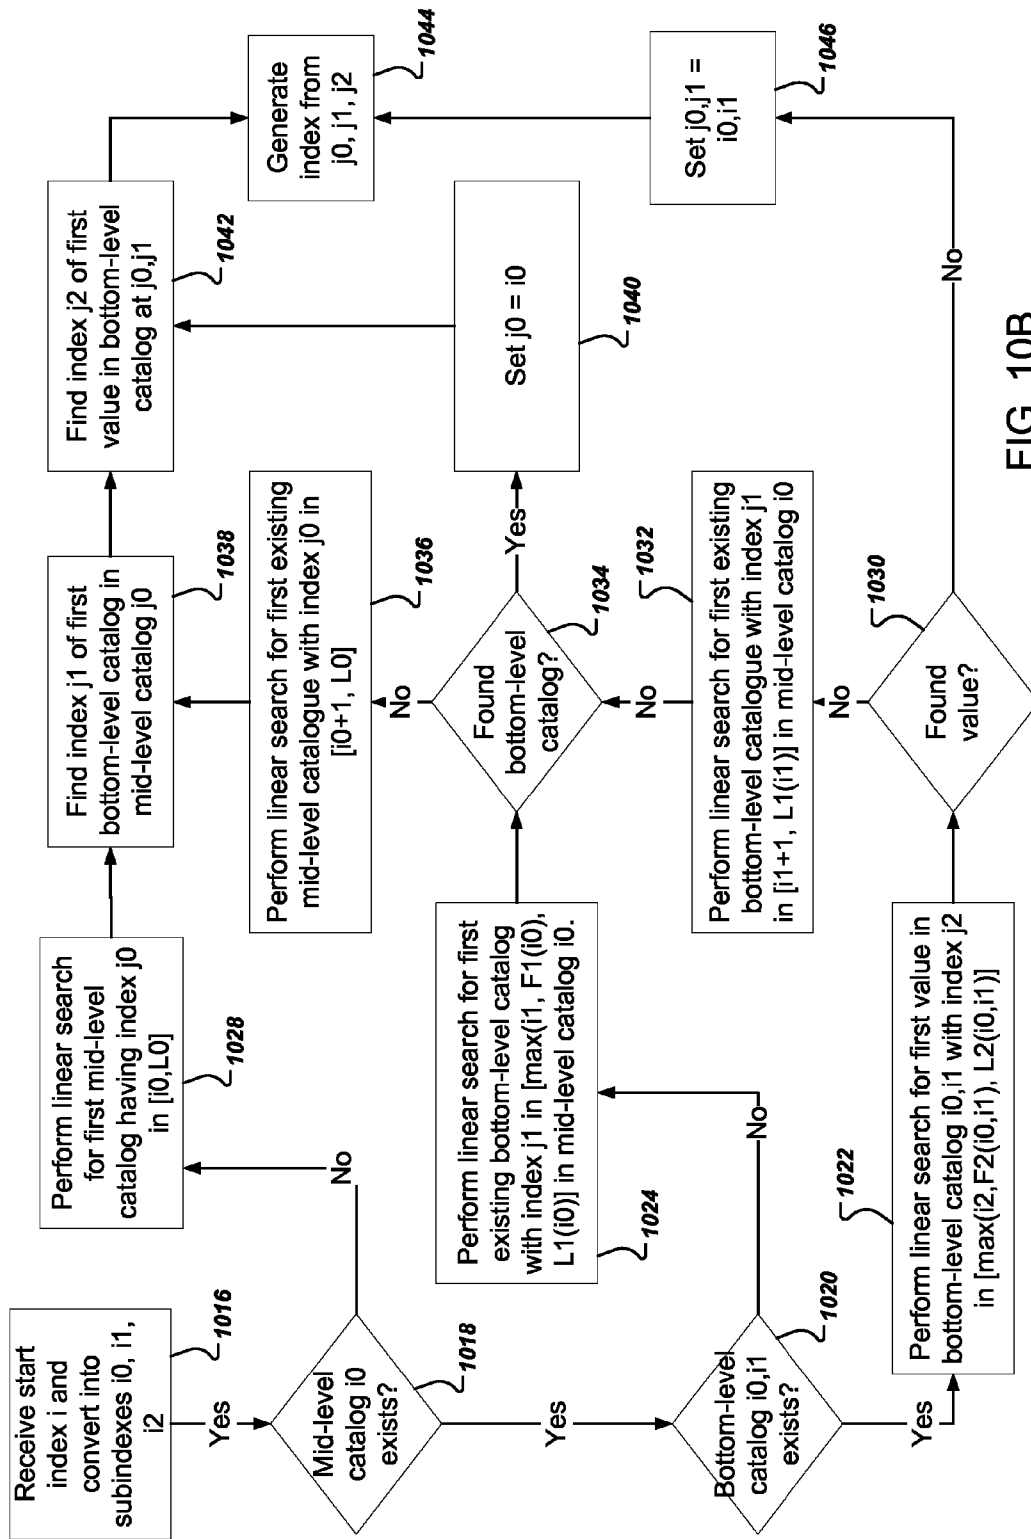 Receive start
index i and
convert into
subindexes i0, i1,
i2
1016
Yes
Mid-level
catalog i0
exists?
1018
No
Perform linear search
for first mid-level
catalog having index j0
in [i0,L0]
1028
Yes
Bottom-level
catalog i0,i1
exists?
1020
No
Perform linear search for first
existing bottom-level catalog
with index j1 in [max(i1, F1(i0),
L1(i0)] in mid-level catalog i0.
1024
Yes
Perform linear search for first value in
bottom-level catalog i0,i1 with index j2
in [max(i2,F2(i0,i1), L2(i0,i1)]
1022
Found
value?
1030
No
Perform linear search for first existing
bottom-level catalogue with index j1
in [i1+1, L1(i1)] in mid-level catalog i0
1032
No
Found
bottom-level
catalog?
1034
No
Perform linear search for first existing
mid-level catalogue with index j0 in
[i0+1, L0]
1036
Find index j1 of first
bottom-level catalog in
mid-level catalog j0
1038
Yes
Set j0 = i0
1040
Find index j2 of first
value in bottom-level
catalog at j0,j1
1042
No
Set j0,j1 =
i0,i1
1046
Generate
index from
j0, j1, j2
1044
FIG. 10B